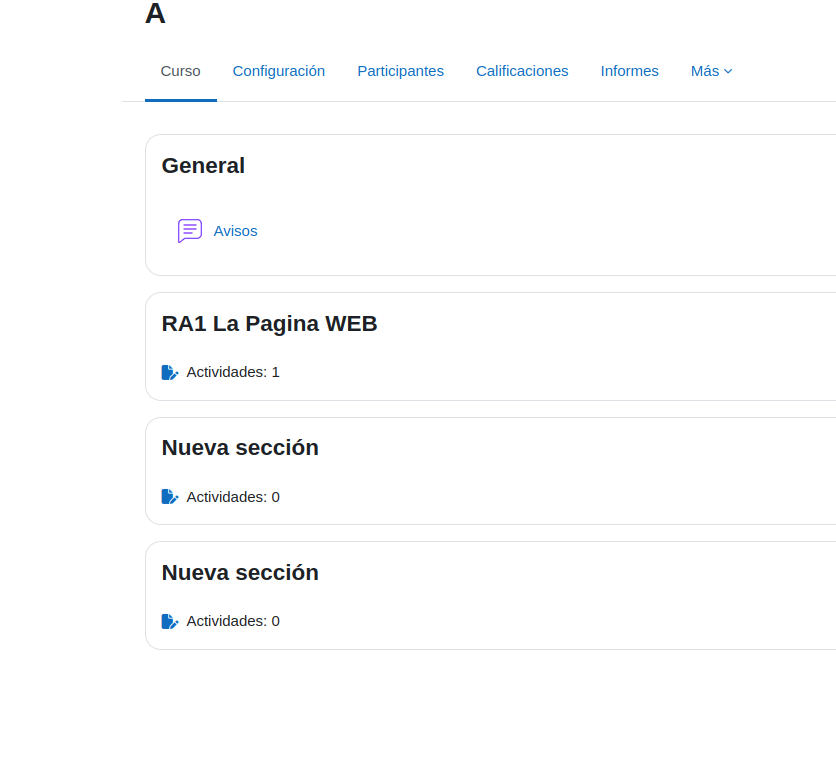 A
Curso Configuración Participantes Calificaciones Informes Más
General
Avisos
RA1 La Pagina WEB
Actividades: 1
Nueva sección
Actividades: 0
Nueva sección
Actividades: 0